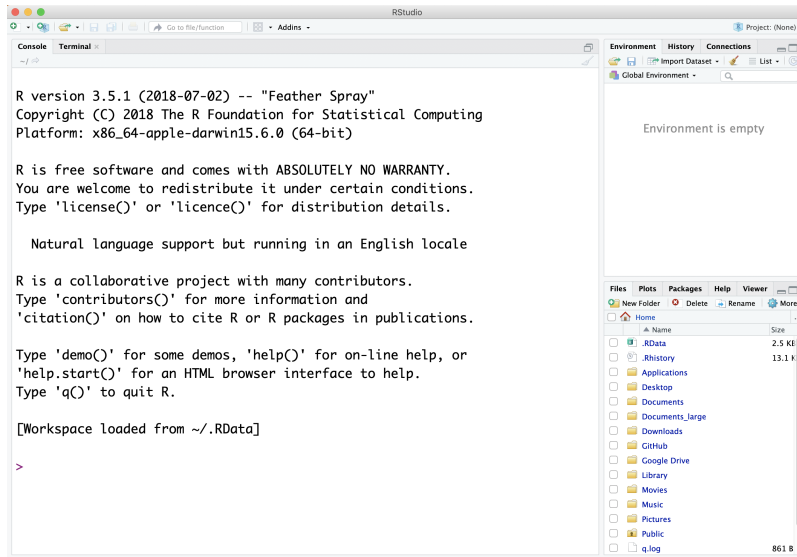 RStudio
Go to file/function
Addins
Project: (None)
Console Terminal
~/
R version 3.5.1 (2018-07-02) -- "Feather Spray"
Copyright (C) 2018 The R Foundation for Statistical Computing
Platform: x86_64-apple-darwin15.6.0 (64-bit)
R is free software and comes with ABSOLUTELY NO WARRANTY.
You are welcome to redistribute it under certain conditions.
Type 'license()' or 'licence()' for distribution details.
Natural language support but running in an English locale
R is a collaborative project with many contributors.
Type 'contributors()' for more information and
'citation()' on how to cite R or R packages in publications.
Type 'demo()' for some demos, 'help()' for on-line help, or
'help.start()' for an HTML browser interface to help.
Type 'q()' to quit R.
[Workspace loaded from ~/.RData]
>
Environment History Connections
Import Dataset List
Global Environment
Environment is empty
Files Plots Packages Help Viewer
New Folder Delete Rename More
Home
Name Size
.RData 2.5 KB
.Rhistory 13.1 K
Applications
Desktop
Documents
Documents_large
Downloads
GitHub
Google Drive
Library
Movies
Music
Pictures
Public
q.log 861 B